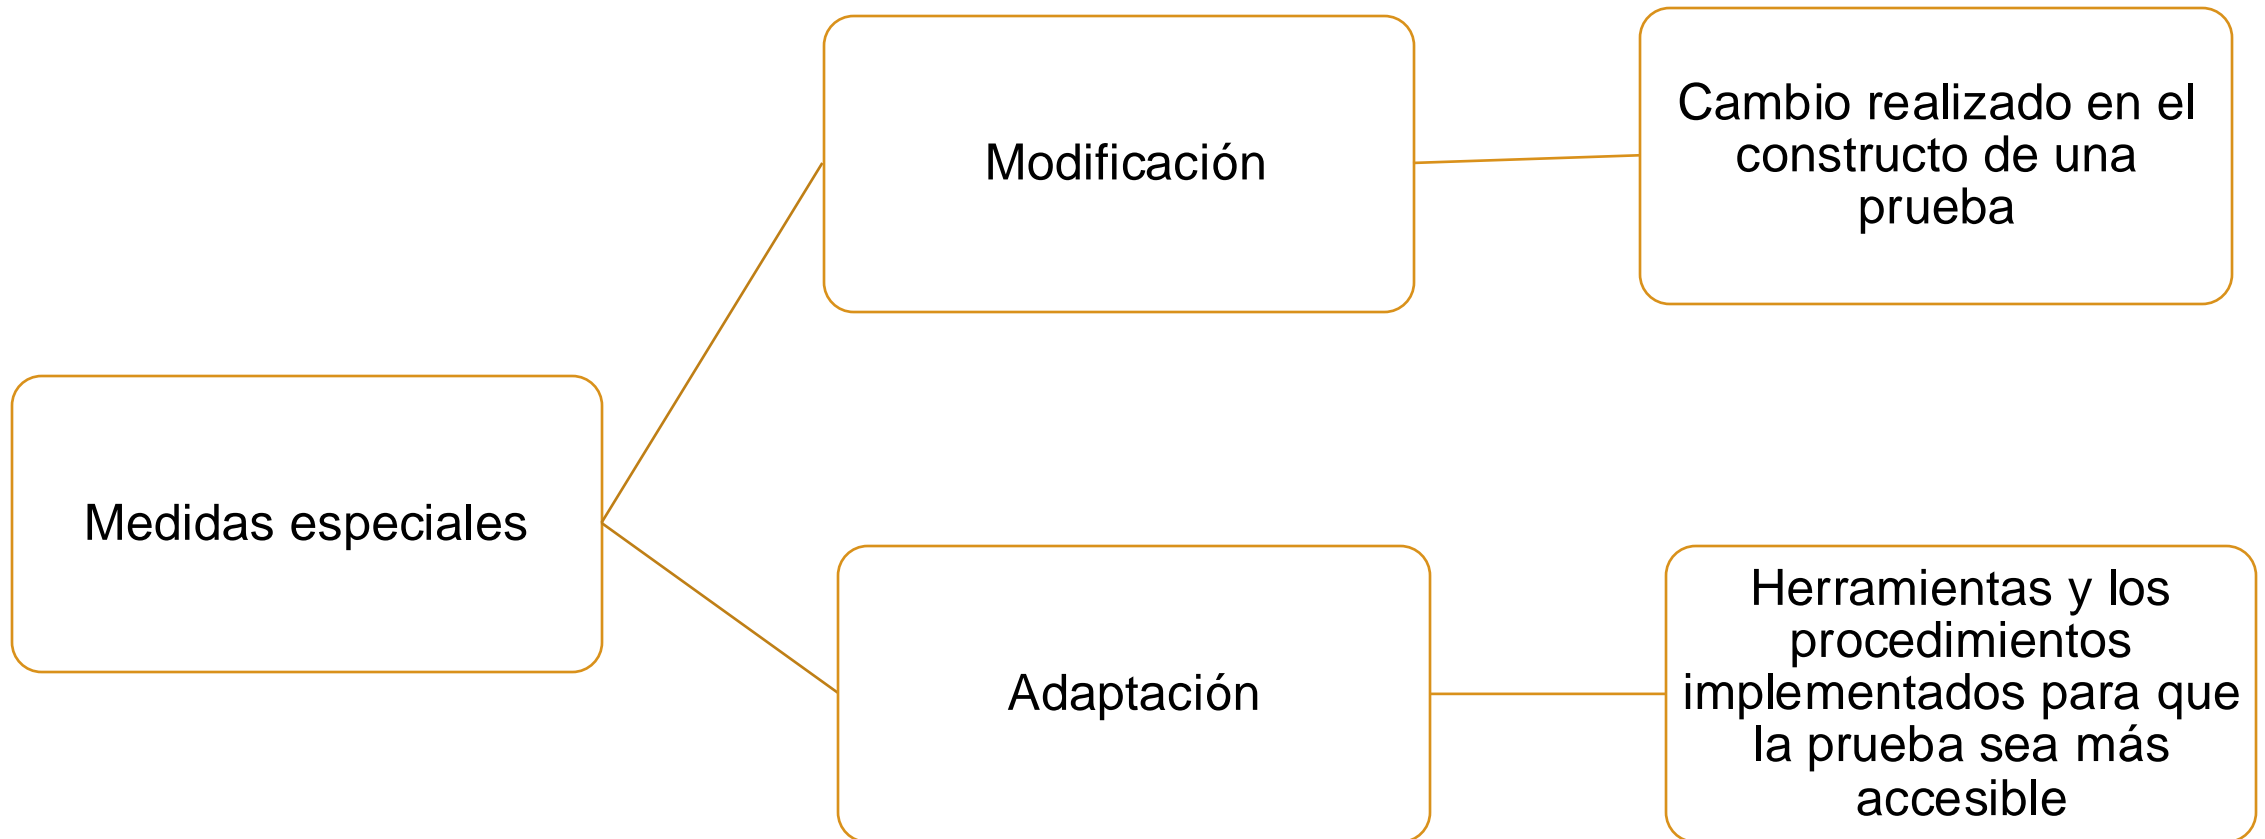 Modificación
Cambio realizado en el
constructo de una
prueba
Medidas especiales
Adaptación
Herramientas y los
procedimientos
implementados para que
la prueba sea más
accesible